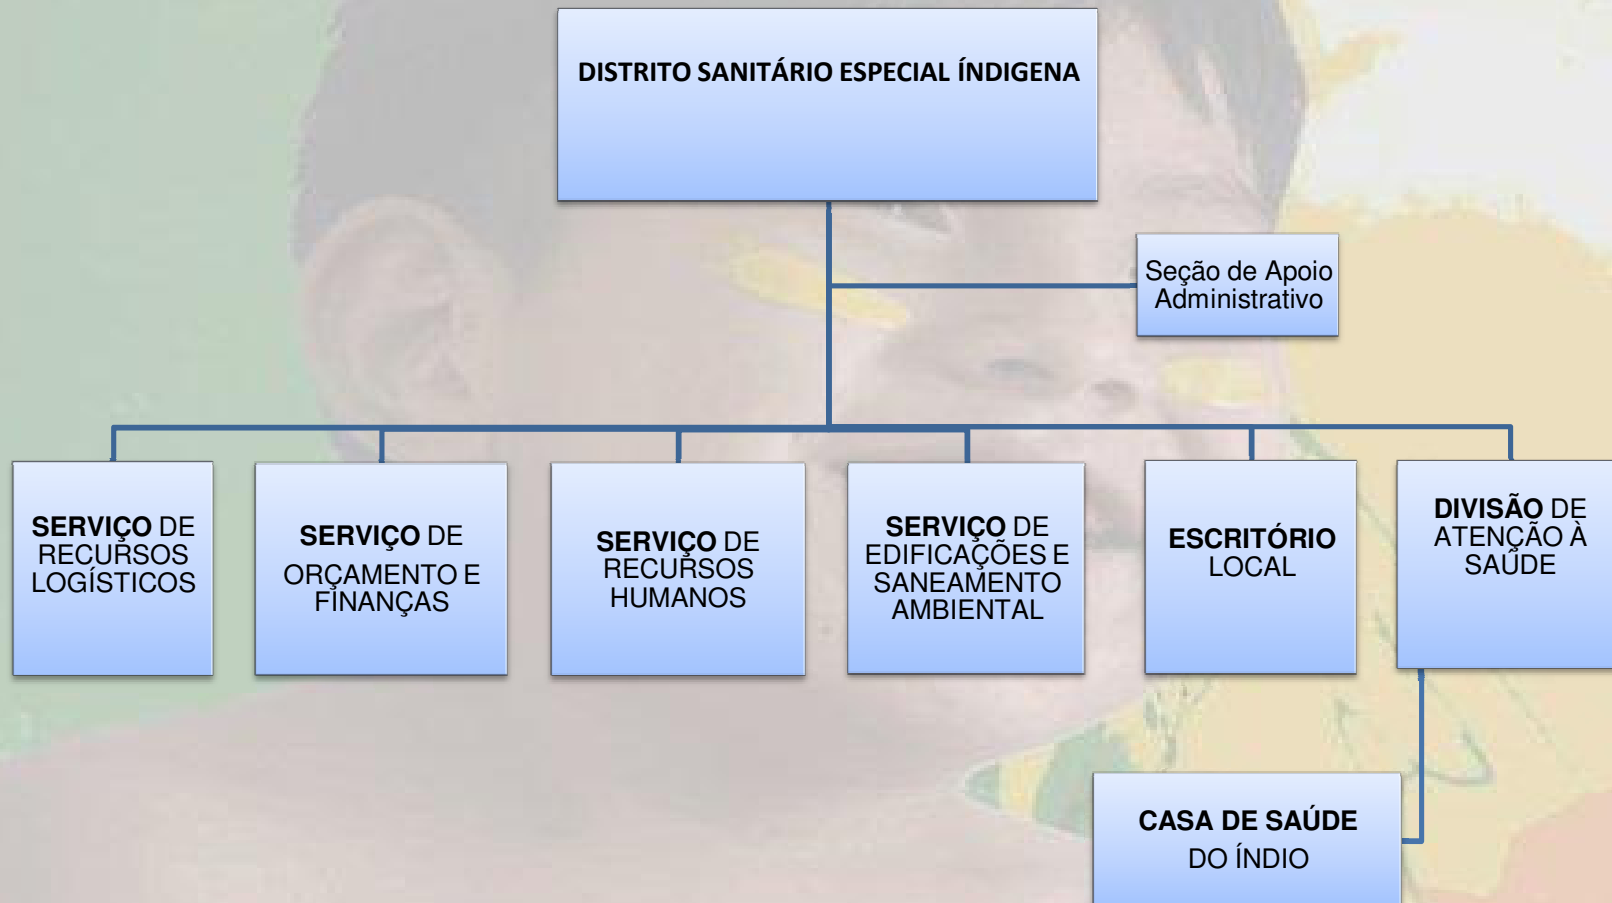 DISTRITO SANITÁRIO ESPECIAL ÍNDIGENA
Seção de Apoio
Administrativo
SERVIÇO DE
RECURSOS
LOGÍSTICOS
SERVIÇO DE
ORÇAMENTO E
FINANÇAS
SERVIÇO DE
RECURSOS
HUMANOS
SERVIÇO DE
EDIFICAÇÕES E
SANEAMENTO
AMBIENTAL
ESCRITÓRIO
LOCAL
DIVISÃO DE
ATENÇÃO À
SAÚDE
CASA DE SAÚDE
DO ÍNDIO